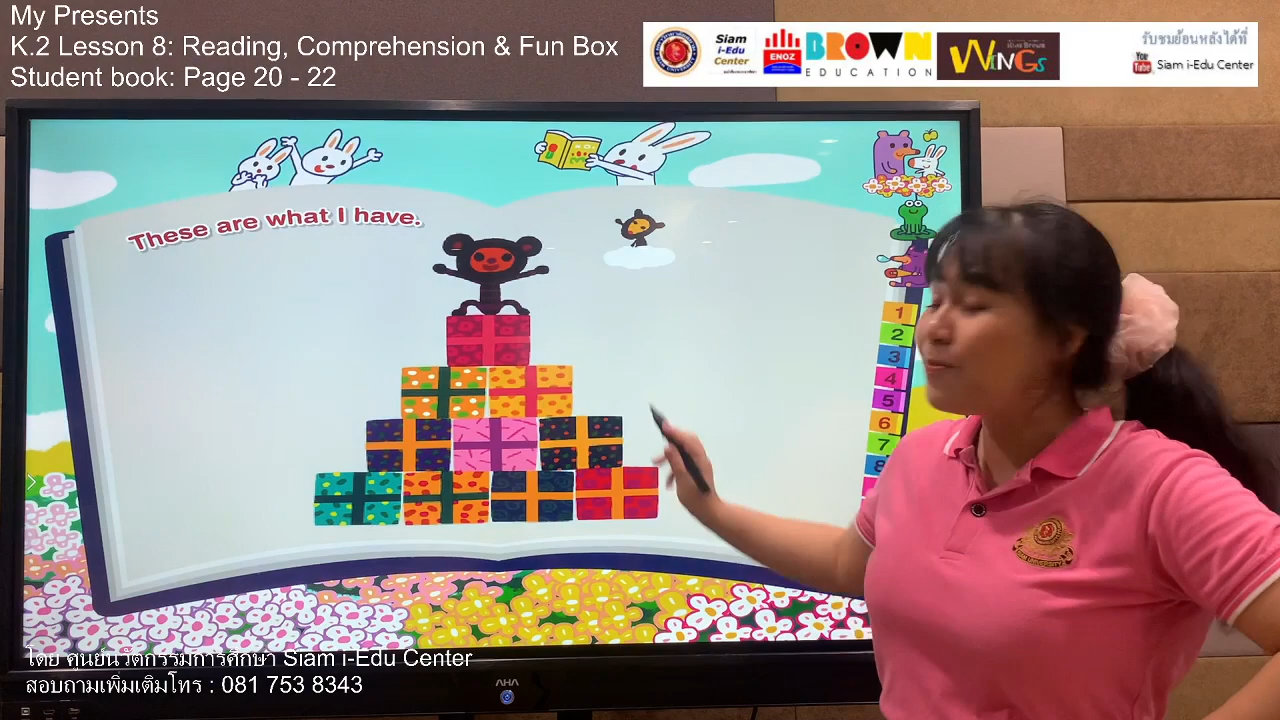 My Presents
K.2 Lesson 8: Reading, Comprehension & Fun Box
Student book: Page 20 - 22
Siam
i-Edu
Center
ENOZ
BROWN
EDUCATION
WiNGs
รับชมย้อนหลังได้ที่
You
Tube
Siam i-Edu Center
These are what I have.
1
2
3
4
5
6
7
8
โดย ศูนย์นวัตกรรมการศึกษา Siam i-Edu Center
สอบถามเพิ่มเติมโทร : 081 753 8343
AHA